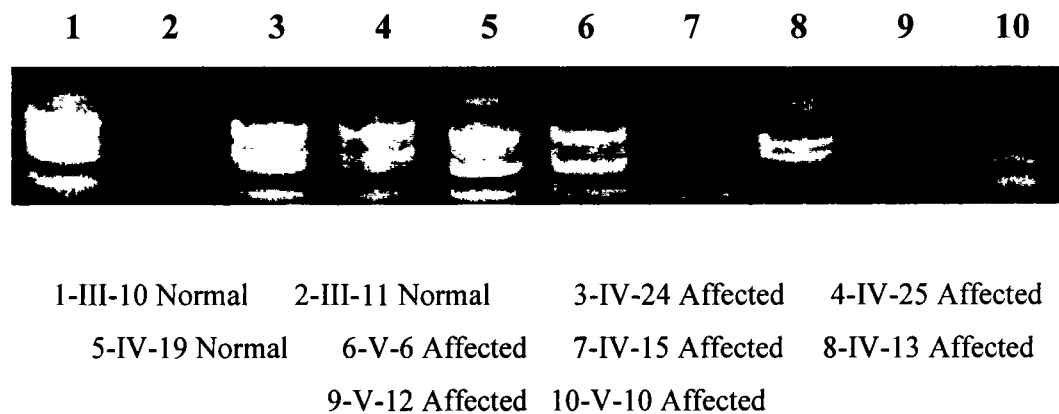 1 2 3 4 5 6 7 8 9 10
1-III-10 Normal 2-III-11 Normal 3-IV-24 Affected 4-IV-25 Affected
5-IV-19 Normal 6-V-6 Affected 7-IV-15 Affected 8-IV-13 Affected
9-V-12 Affected 10-V-10 Affected